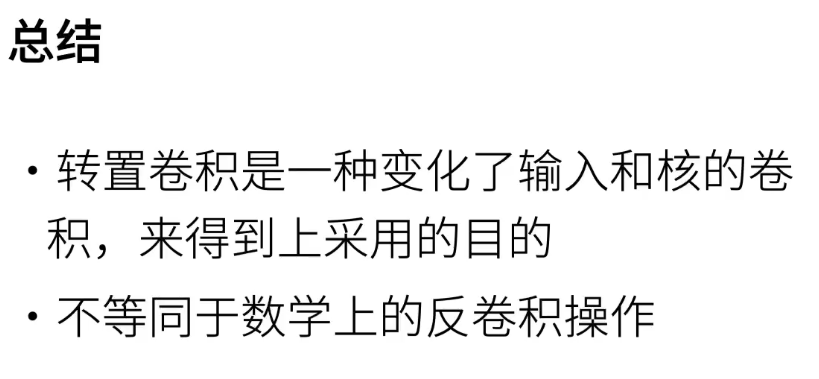 总结
• 转置卷积是一种变化了输入和核的卷
积，来得到上采用的目的
• 不等同于数学上的反卷积操作